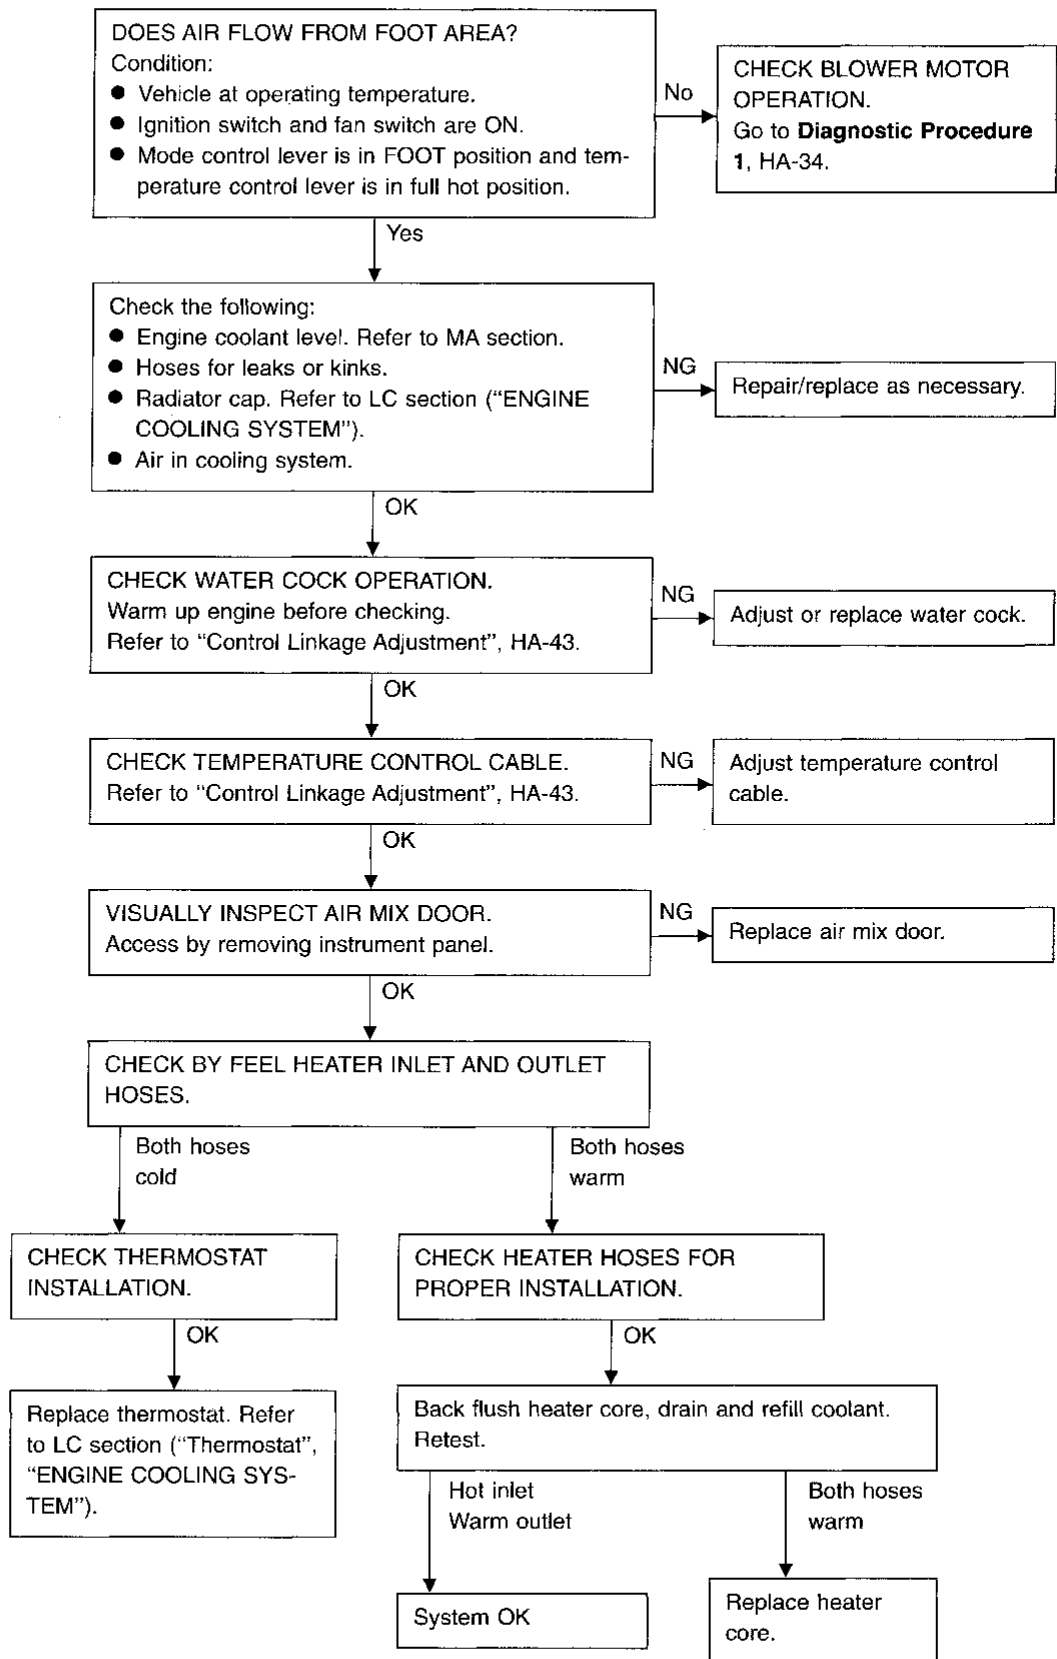 DOES AIR FLOW FROM FOOT AREA?
Condition:
● Vehicle at operating temperature.
● Ignition switch and fan switch are ON.
● Mode control lever is in FOOT position and tem-
perature control lever is in full hot position.
No
CHECK BLOWER MOTOR
OPERATION.
Go to Diagnostic Procedure
1, HA-34.
Yes
Check the following:
● Engine coolant level. Refer to MA section.
● Hoses for leaks or kinks.
● Radiator cap. Refer to LC section (“ENGINE
COOLING SYSTEM”).
● Air in cooling system.
NG
Repair/replace as necessary.
OK
CHECK WATER COCK OPERATION.
Warm up engine before checking.
Refer to “Control Linkage Adjustment”, HA-43.
NG
Adjust or replace water cock.
OK
CHECK TEMPERATURE CONTROL CABLE.
Refer to “Control Linkage Adjustment”, HA-43.
NG
Adjust temperature control
cable.
OK
VISUALLY INSPECT AIR MIX DOOR.
Access by removing instrument panel.
NG
Replace air mix door.
OK
CHECK BY FEEL HEATER INLET AND OUTLET
HOSES.
Both hoses
cold
Both hoses
warm
CHECK THERMOSTAT
INSTALLATION.
CHECK HEATER HOSES FOR
PROPER INSTALLATION.
OK
OK
Replace thermostat. Refer
to LC section (“Thermostat”,
“ENGINE COOLING SYS-
TEM”).
Back flush heater core, drain and refill coolant.
Retest.
Hot inlet
Warm outlet
Both hoses
warm
System OK
Replace heater
core.